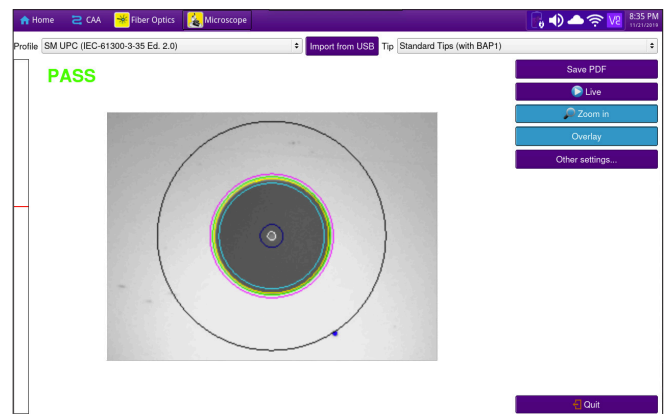 Home CAA Fiber Optics Microscope V2 8:35 PM
11/21/2019
Profile SM UPC (IEC-61300-3-35 Ed. 2.0) Import from USB Tip Standard Tips (with BAP1)
PASS
Save PDF
Live
Zoom in
Overlay
Other settings...
Quit